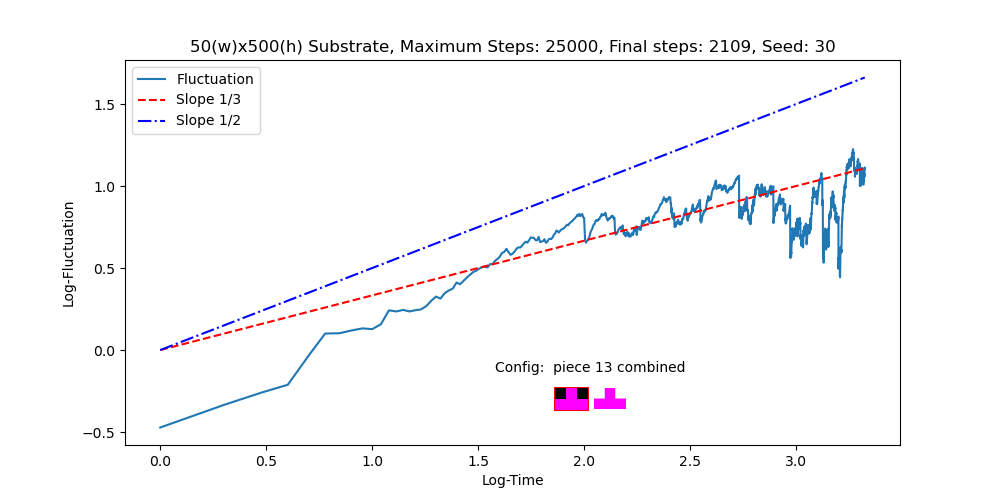 50(w)x500(h) Substrate, Maximum Steps: 25000, Final steps: 2109, Seed: 30
Fluctuation
Slope 1/3
Slope 1/2
1.5
1.0
0.5
0.0
−0.5
Log-Fluctuation
Config:  piece 13 combined
0.0 0.5 1.0 1.5 2.0 2.5 3.0
Log-Time